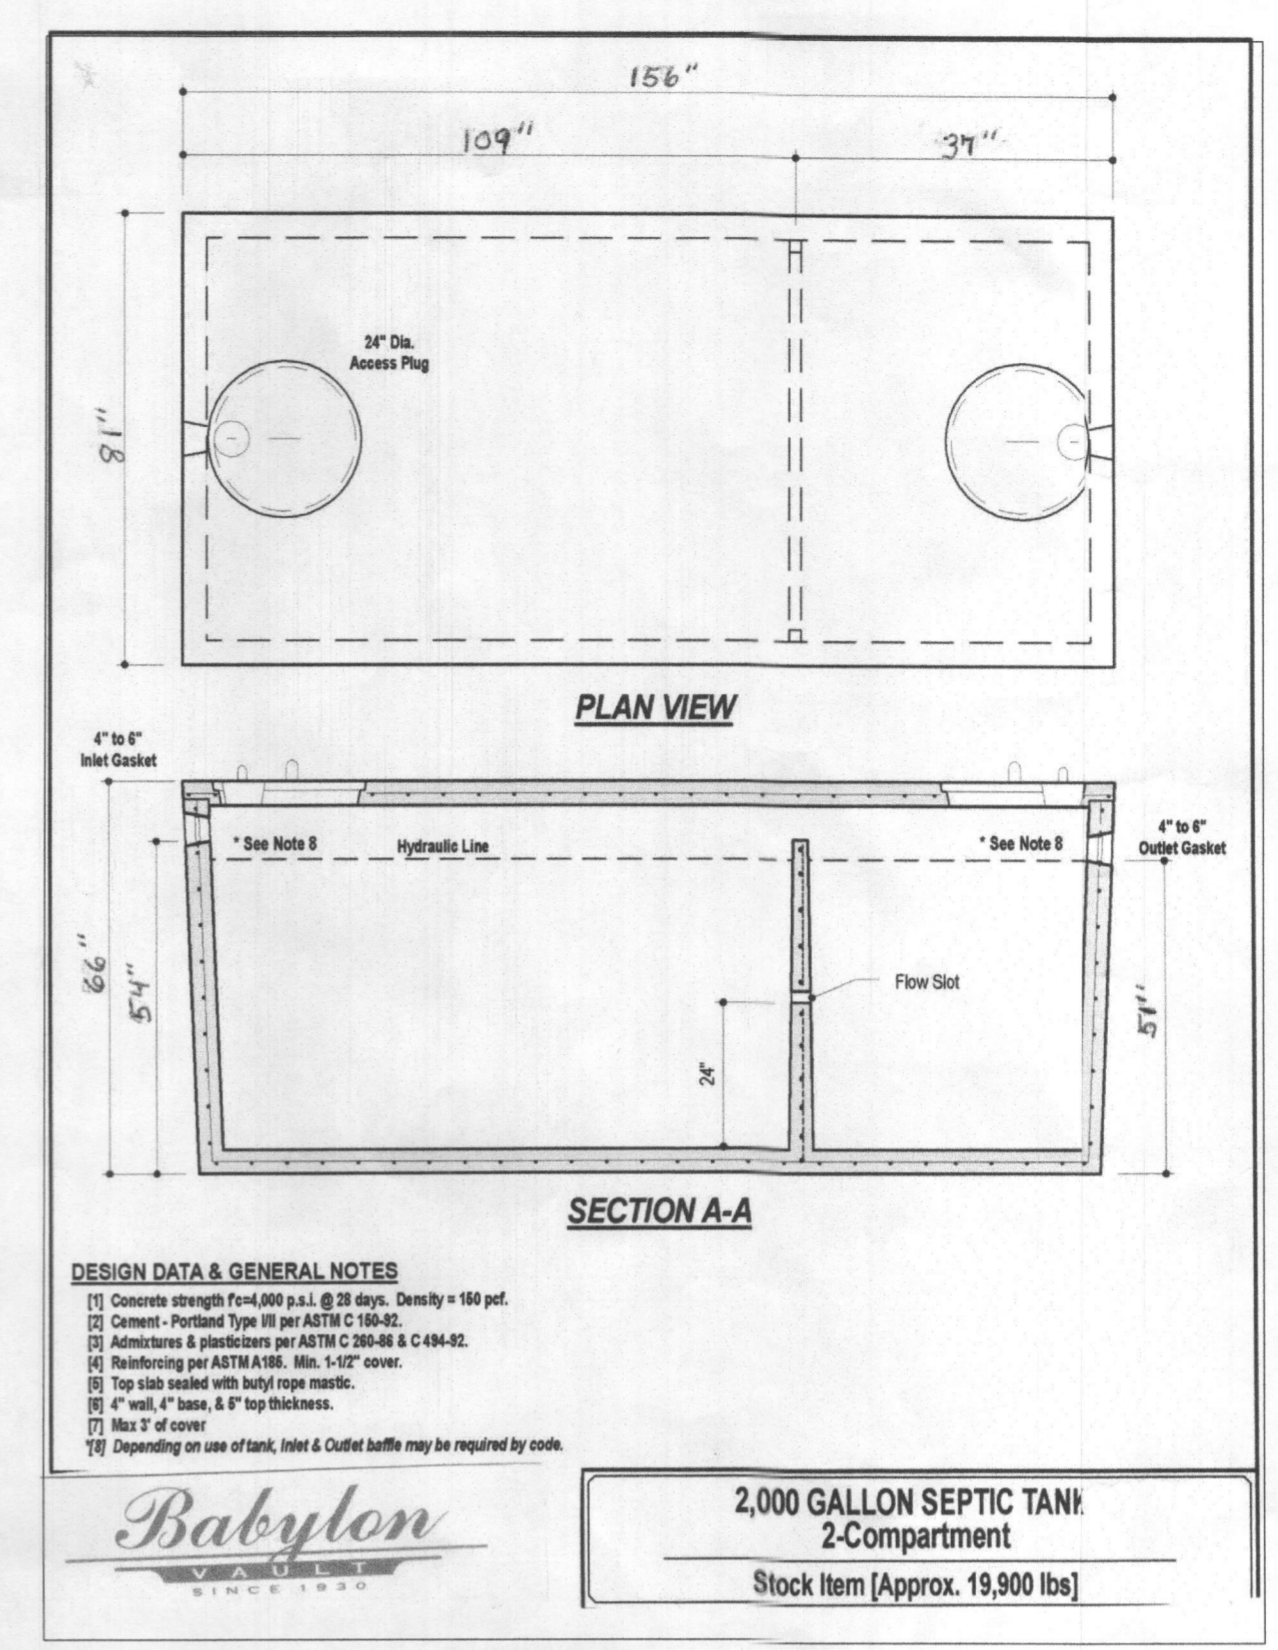 156"
109"
37"
24" Dia.
Access Plug
81"
PLAN VIEW
4" to 6"
Inlet Gasket
* See Note 8
Hydraulic Line
* See Note 8
4" to 6"
Outlet Gasket
66"
54"
Flow Slot
51"
24"
SECTION A-A
DESIGN DATA & GENERAL NOTES
[1] Concrete strength f'c=4,000 p.s.i. @ 28 days. Density = 150 pcf.
[2] Cement - Portland Type I/II per ASTM C 150-92.
[3] Admixtures & plasticizers per ASTM C 260-86 & C 494-92.
[4] Reinforcing per ASTM A185. Min. 1-1/2" cover.
[5] Top slab sealed with butyl rope mastic.
[6] 4" wall, 4" base, & 5" top thickness.
[7] Max 3' of cover
*[8] Depending on use of tank, Inlet & Outlet baffle may be required by code.
Babylon
VAULT
SINCE 1930
2,000 GALLON SEPTIC TANK
2-Compartment
Stock Item [Approx. 19,900 lbs]